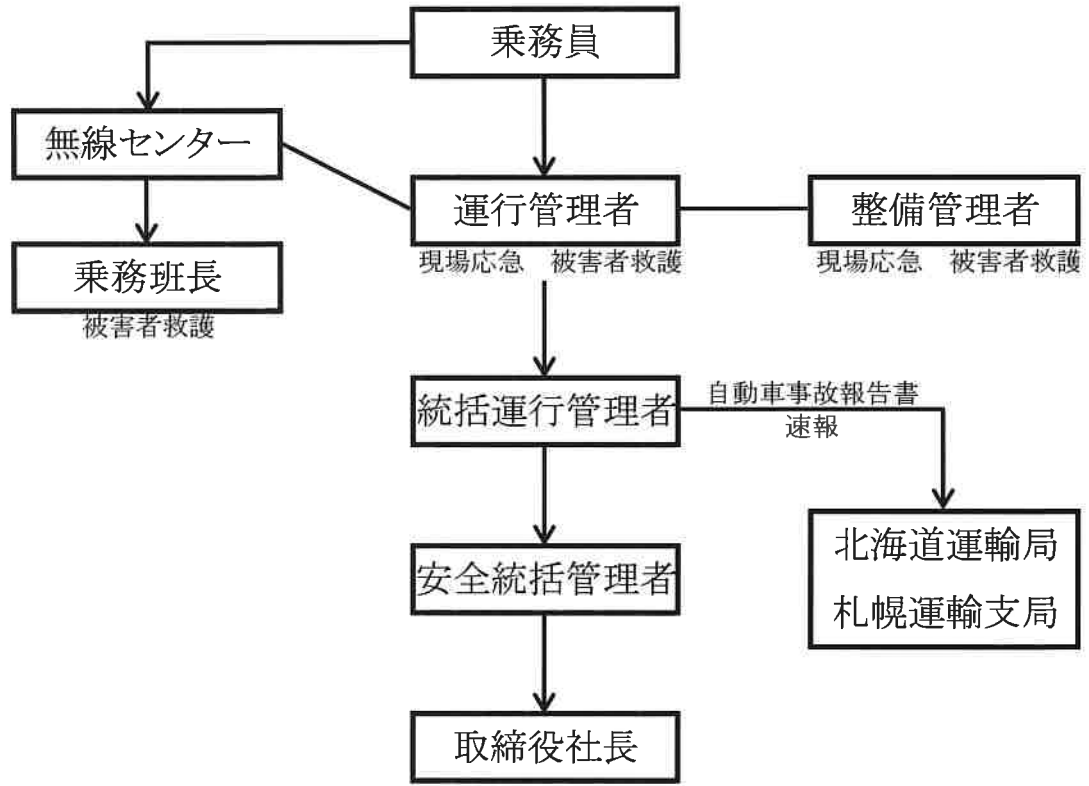 乗務員
無線センター
運行管理者
整備管理者
現場応急　被害者救護
現場応急　被害者救護
乗務班長
被害者救護
統括運行管理者
自動車事故報告書
速報
北海道運輸局
札幌運輸支局
安全統括管理者
取締役社長